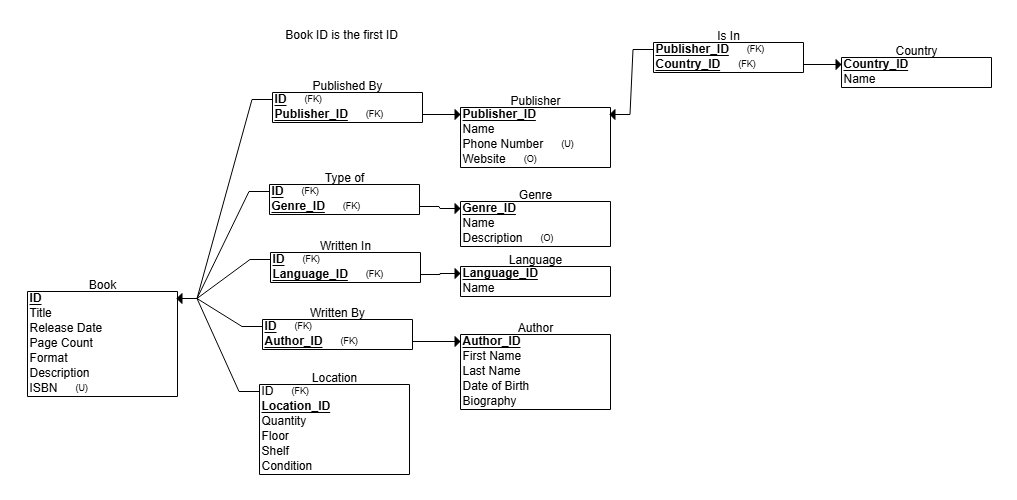 Book ID is the first ID
Is In
Publisher_ID (FK)
Country_ID (FK)
Country
Country_ID
Name
Published By
ID (FK)
Publisher_ID (FK)
Publisher
Publisher_ID
Name
Phone Number (U)
Website (O)
Type of
ID (FK)
Genre_ID (FK)
Genre
Genre_ID
Name
Description (O)
Written In
ID (FK)
Language_ID (FK)
Language
Language_ID
Name
Book
ID
Title
Release Date
Page Count
Format
Description
ISBN (U)
Written By
ID (FK)
Author_ID (FK)
Author
Author_ID
First Name
Last Name
Date of Birth
Biography
Location
ID (FK)
Location_ID
Quantity
Floor
Shelf
Condition